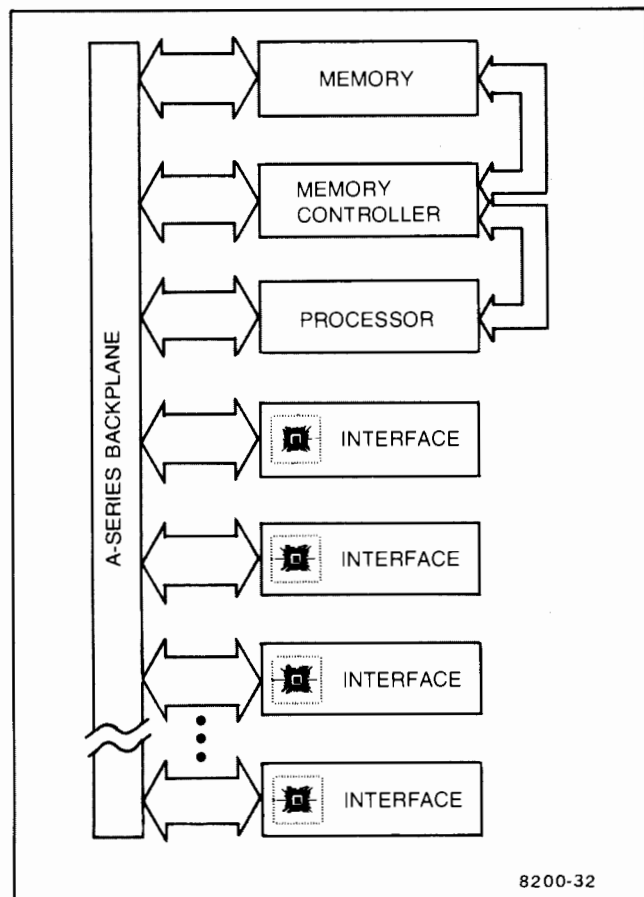 MEMORY
MEMORY
CONTROLLER
PROCESSOR
A-SERIES BACKPLANE
INTERFACE
INTERFACE
INTERFACE
INTERFACE
8200-32